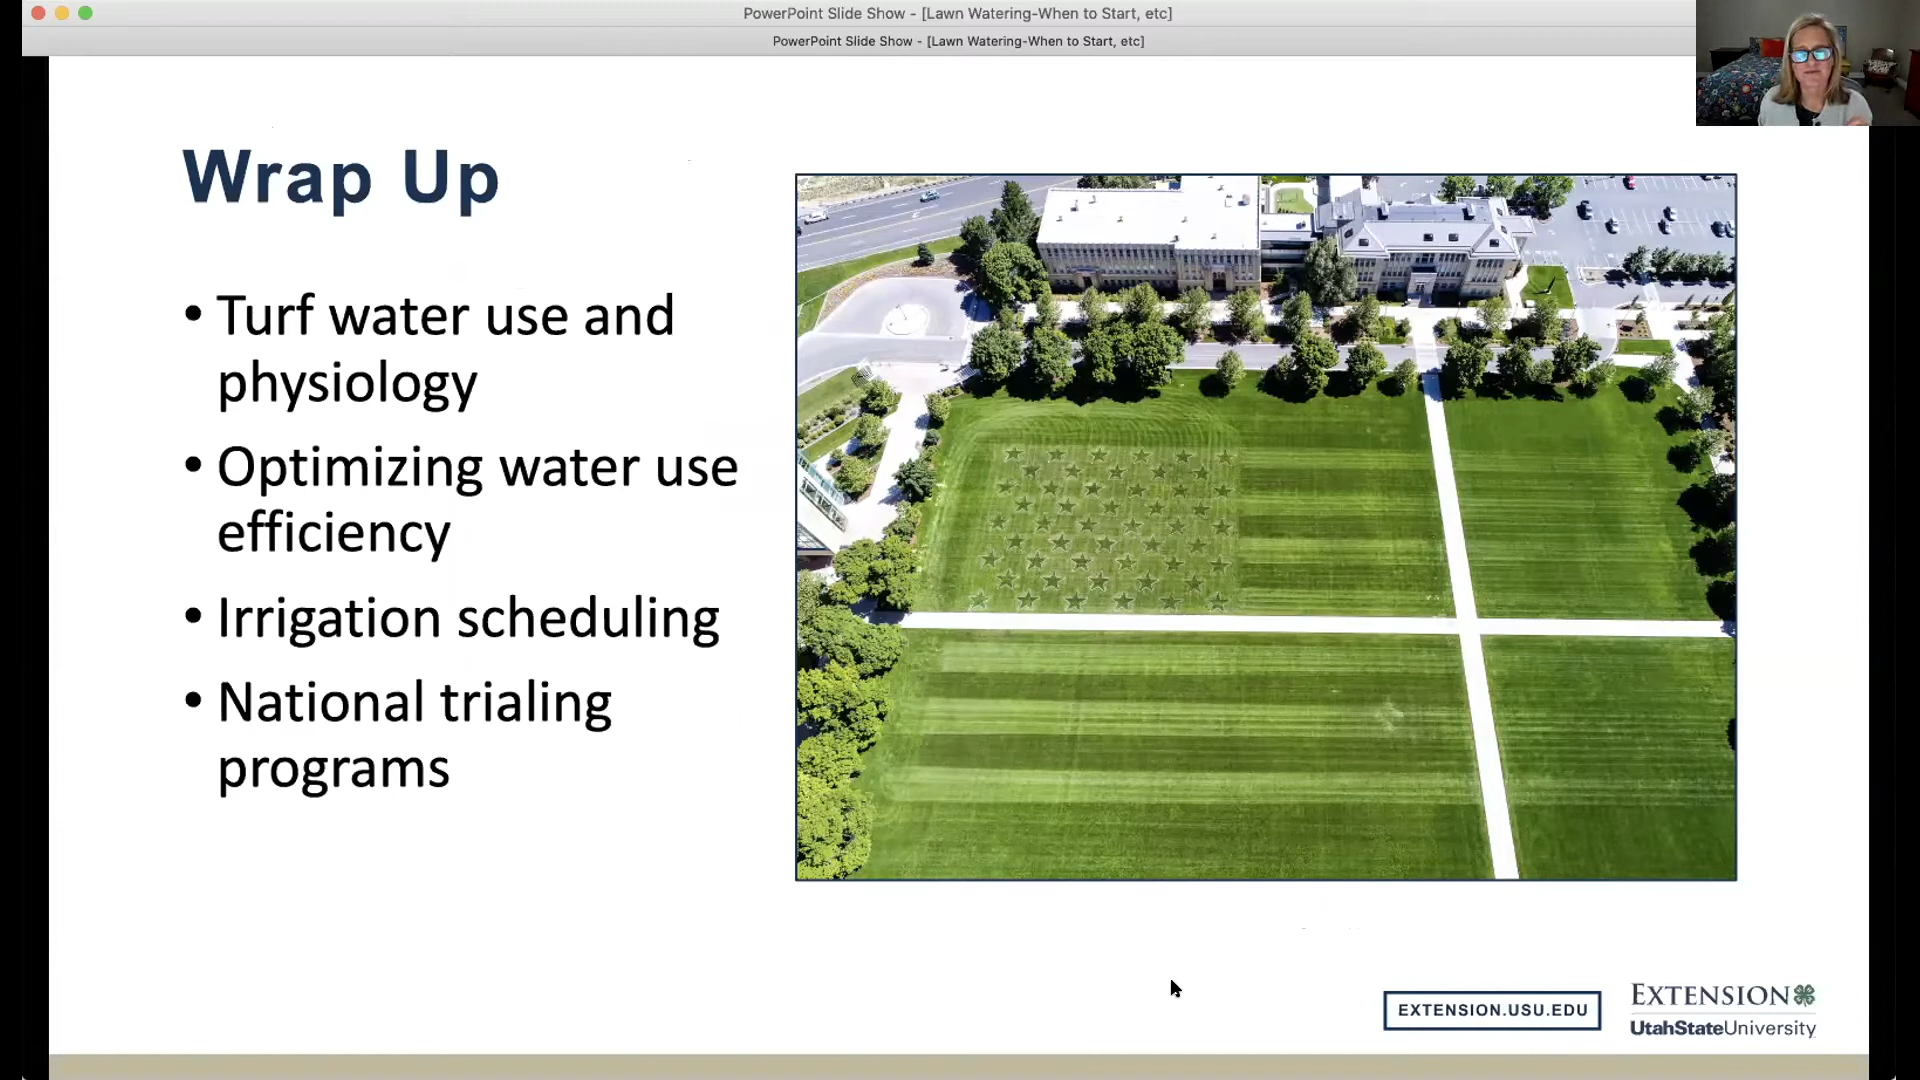 PowerPoint Slide Show - [Lawn Watering-When to Start, etc]
PowerPoint Slide Show - [Lawn Watering-When to Start, etc]
Wrap Up
• Turf water use and
physiology
• Optimizing water use
efficiency
• Irrigation scheduling
• National trialing
programs
EXTENSION.USU.EDU
EXTENSION
UtahStateUniversity